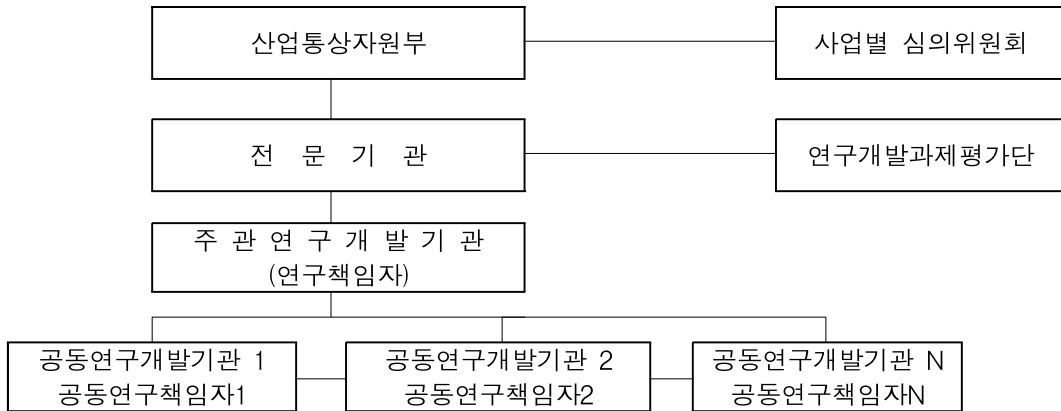 산업통상자원부
사업별 심의위원회
전 문 기 관
연구개발과제평가단
주 관 연 구 개 발 기 관
(연구책임자)
공동연구개발기관 1
공동연구책임자1
공동연구개발기관 2
공동연구책임자2
공동연구개발기관 N
공동연구책임자N